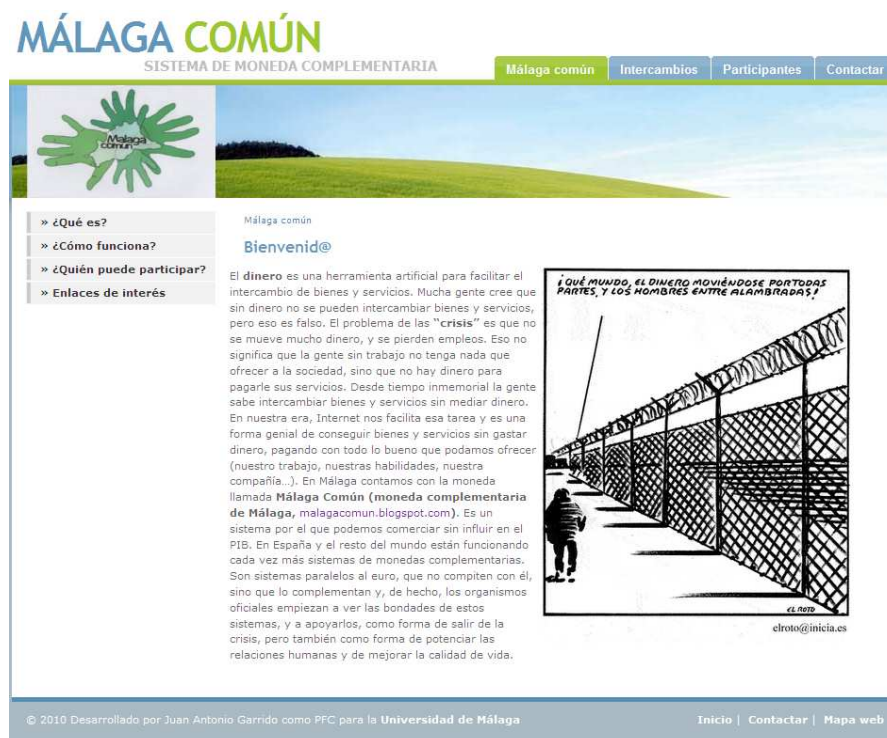 MÁLAGA COMÚN
SISTEMA DE MONEDA COMPLEMENTARIA
Málaga común
Intercambios
Participantes
Contactar
Malaga
comun
» ¿Qué es?
» ¿Cómo funciona?
» ¿Quién puede participar?
» Enlaces de interés
Málaga común
Bienvenid@
El dinero es una herramienta artificial para facilitar el
intercambio de bienes y servicios. Mucha gente cree que
sin dinero no se pueden intercambiar bienes y servicios,
pero eso es falso. El problema de las "crisis" es que no
se mueve mucho dinero, y se pierden empleos. Eso no
significa que la gente sin trabajo no tenga nada que
ofrecer a la sociedad, sino que no hay dinero para
pagarle sus servicios. Desde tiempo inmemorial la gente
sabe intercambiar bienes y servicios sin mediar dinero.
En nuestra era, Internet nos facilita esa tarea y es una
forma genial de conseguir bienes y servicios sin gastar
dinero, pagando con todo lo bueno que podamos ofrecer
(nuestro trabajo, nuestras habilidades, nuestra
compañía…). En Málaga contamos con la moneda
llamada Málaga Común (moneda complementaria
de Málaga, malagacomun.blogspot.com). Es un
sistema por el que podemos comerciar sin influir en el
PIB. En España y el resto del mundo están funcionando
cada vez más sistemas de monedas complementarias.
Son sistemas paralelos al euro, que no compiten con él,
sino que lo complementan y, de hecho, los organismos
oficiales empiezan a ver las bondades de estos
sistemas, y a apoyarlos, como forma de salir de la
crisis, pero también como forma de potenciar las
relaciones humanas y de mejorar la calidad de vida.
¡QUÉ MUNDO, EL DINERO MOVIÉNDOSE POR TODAS
PARTES, Y LOS HOMBRES ENTRE ALAMBRADAS!
EL ROTO
elroto@inicia.es
© 2010 Desarrollado por Juan Antonio Garrido como PFC para la Universidad de Málaga
Inicio | Contactar | Mapa web